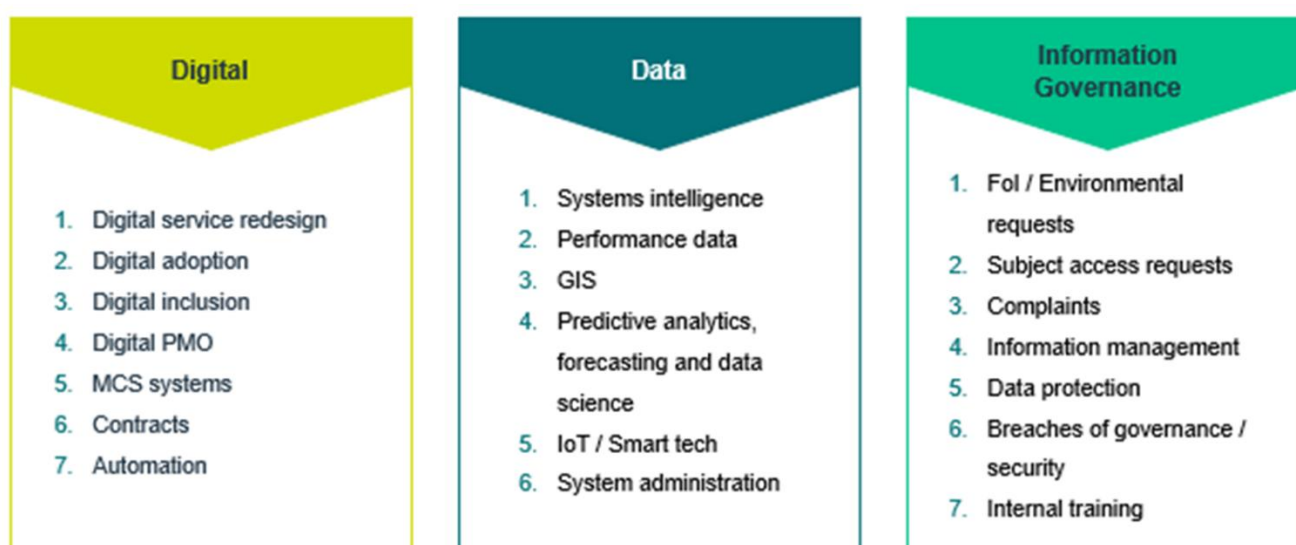 Digital
1. Digital service redesign
2. Digital adoption
3. Digital inclusion
4. Digital PMO
5. MCS systems
6. Contracts
7. Automation
Data
1. Systems intelligence
2. Performance data
3. GIS
4. Predictive analytics,
forecasting and data
science
5. IoT / Smart tech
6. System administration
Information
Governance
1. FoI / Environmental
requests
2. Subject access requests
3. Complaints
4. Information management
5. Data protection
6. Breaches of governance /
security
7. Internal training